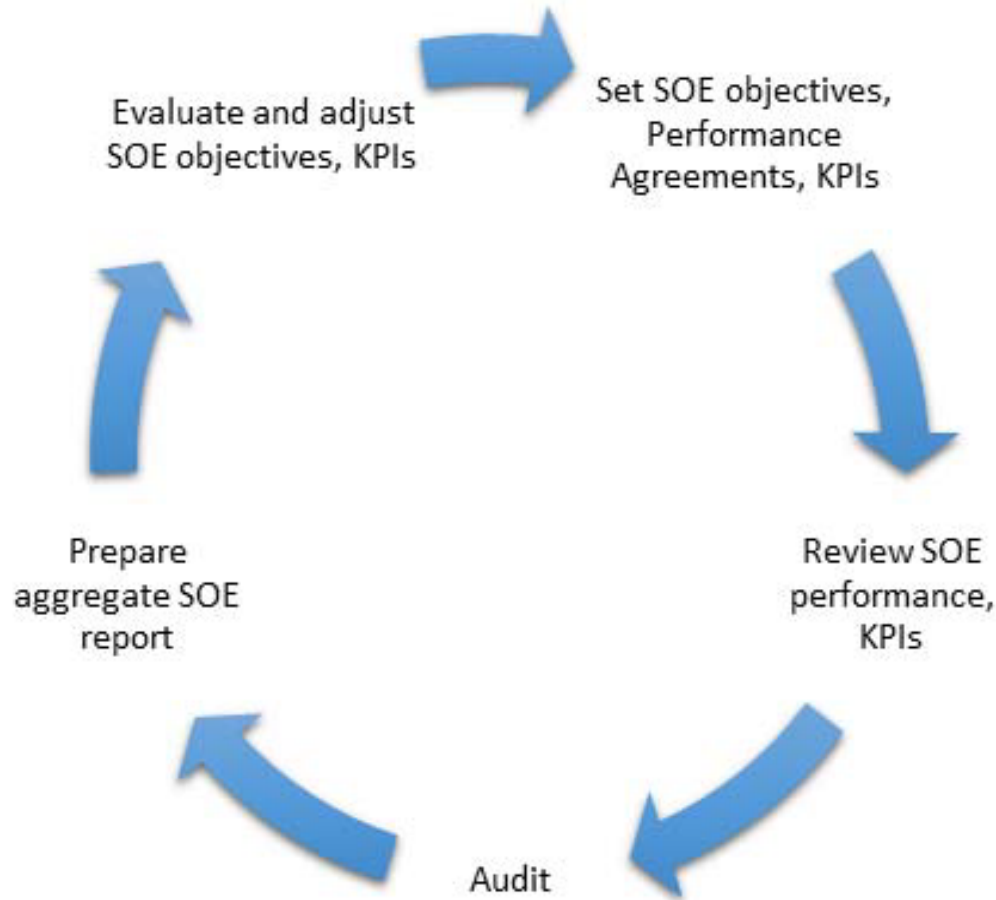 Evaluate and adjust
SOE objectives, KPIs
Set SOE objectives,
Performance
Agreements, KPIs
Review SOE
performance,
KPIs
Audit
Prepare
aggregate SOE
report